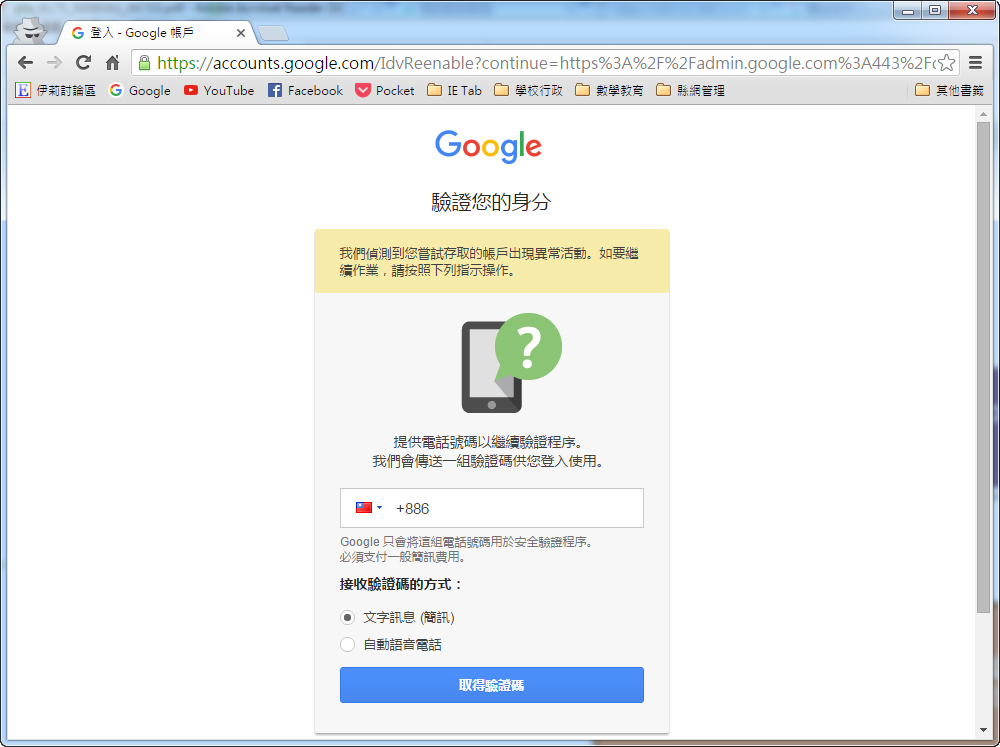 登入 - Google 帳戶
https://accounts.google.com/IdvReenable?continue=https%3A%2F%2Fadmin.google.com%3A443%2F
伊莉討論區 Google YouTube Facebook Pocket IE Tab 學校行政 數學教育 縣網管理 其他書籤
Google
驗證您的身分
我們偵測到您嘗試存取的帳戶出現異常活動。如要繼
續作業，請按照下列指示操作。
?
提供電話號碼以繼續驗證程序。
我們會傳送一組驗證碼供您登入使用。
+886
Google 只會將這組電話號碼用於安全驗證程序。
必須支付一般簡訊費用。
接收驗證碼的方式：
文字訊息 (簡訊)
自動語音電話
取得驗證碼